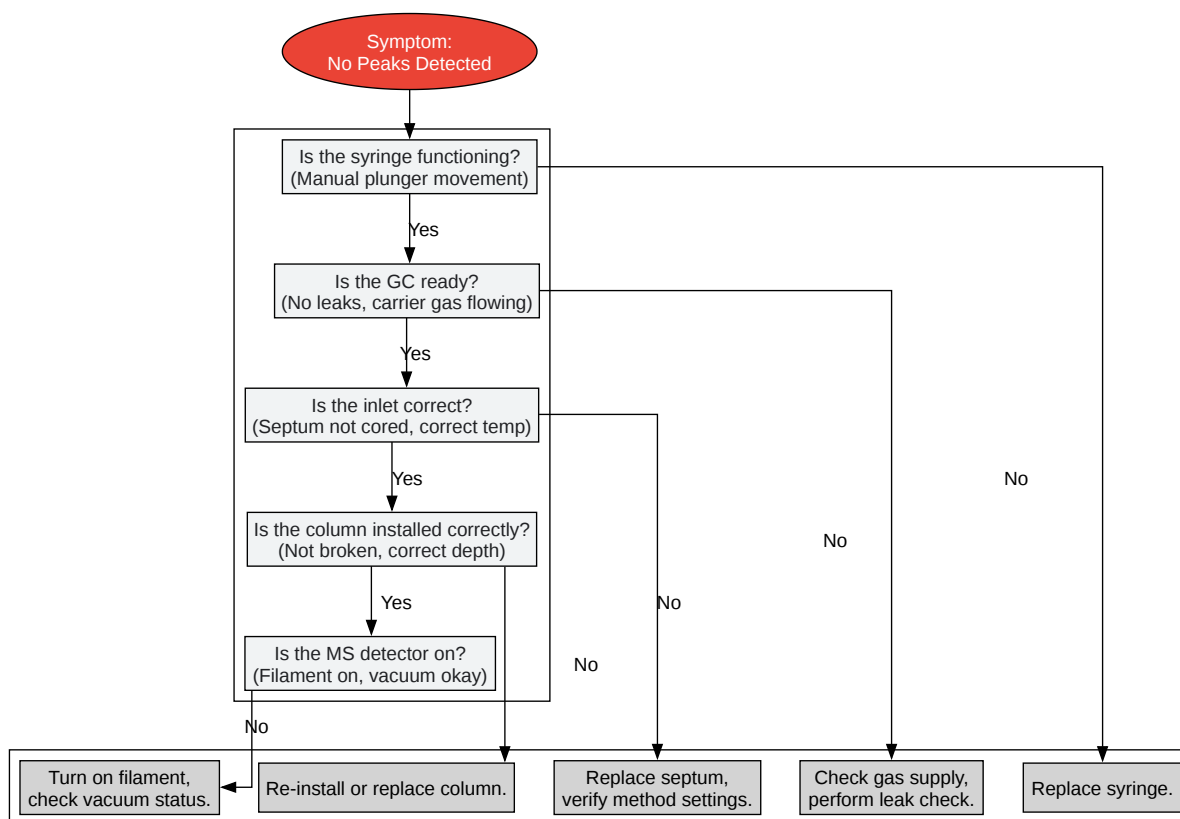 Symptom:
No Peaks Detected
Is the syringe functioning?
(Manual plunger movement)
Yes
Is the GC ready?
(No leaks, carrier gas flowing)
Yes
Is the inlet correct?
(Septum not cored, correct temp)
Yes
No
Is the column installed correctly?
(Not broken, correct depth)
No
Yes
No
Is the MS detector on?
(Filament on, vacuum okay)
No
No
Turn on filament,
check vacuum status.
Re-install or replace column.
Replace septum,
verify method settings.
Check gas supply,
perform leak check.
Replace syringe.